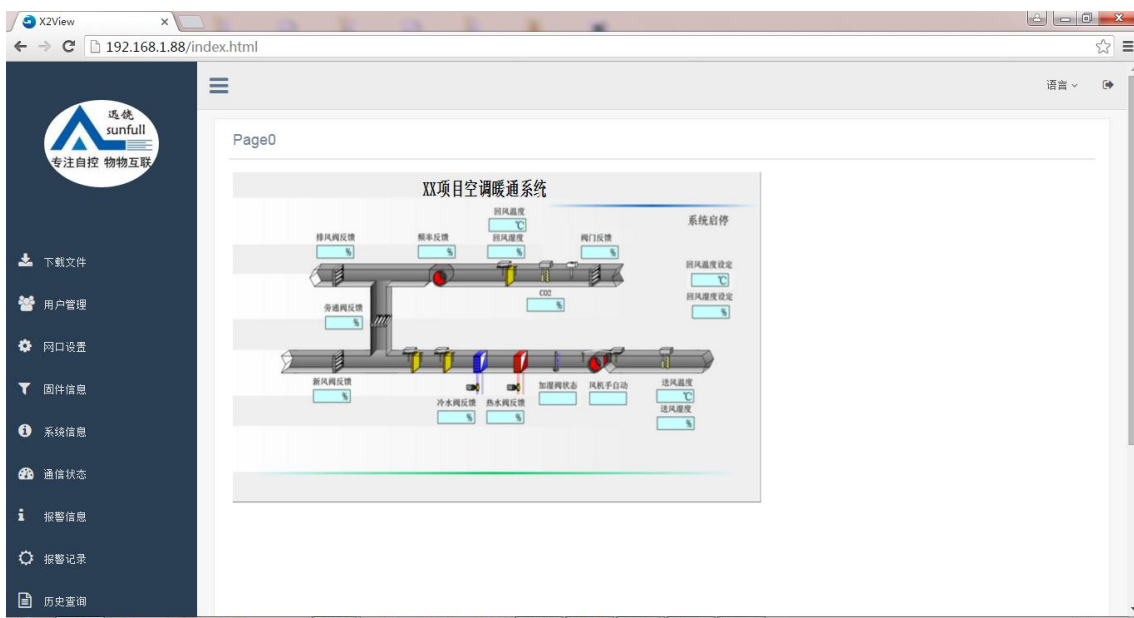 X2View
192.168.1.88/index.html
语言
迅饶
sunfull
专注自控 物物互联
下载文件
用户管理
网口设置
固件信息
系统信息
通信状态
报警信息
报警记录
历史查询
Page0
XX项目空调暖通系统
系统启停
回风温度
℃
排风阀反馈
%
频率反馈
%
回风湿度
%
阀门反馈
%
回风温度设定
℃
回风湿度设定
%
CO2
%
旁通阀反馈
%
新风阀反馈
%
冷水阀反馈
%
热水阀反馈
%
加湿阀状态
风机手自动
送风温度
℃
送风湿度
%